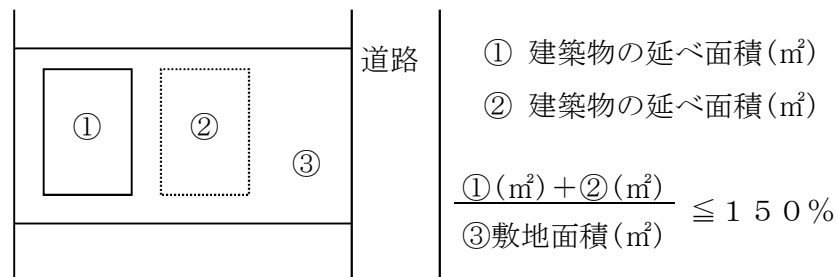 道路
①
②
③
① 建築物の延べ面積(㎡)
② 建築物の延べ面積(㎡)
①(㎡)+②(㎡)
③敷地面積(㎡)
≦150%